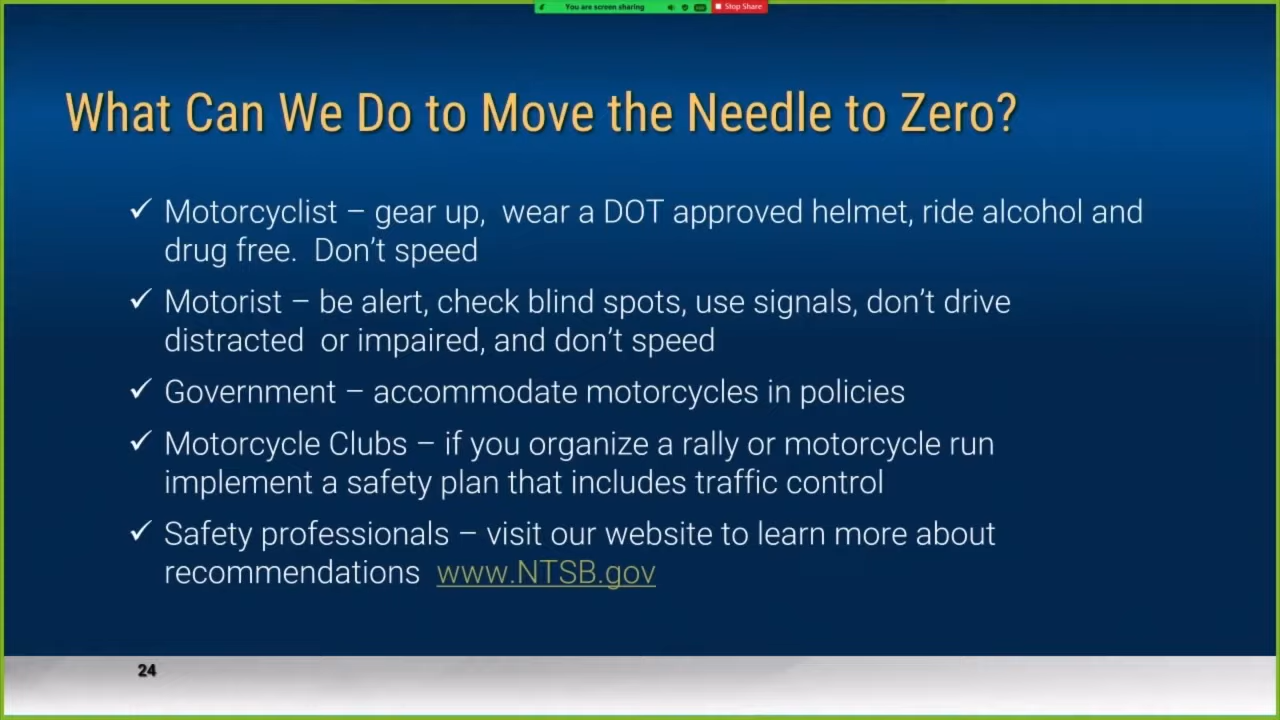 You are screen sharing
Stop Share
What Can We Do to Move the Needle to Zero?
✓ Motorcyclist – gear up,  wear a DOT approved helmet, ride alcohol and
drug free.  Don't speed
✓ Motorist – be alert, check blind spots, use signals, don't drive
distracted  or impaired, and don't speed
✓ Government – accommodate motorcycles in policies
✓ Motorcycle Clubs – if you organize a rally or motorcycle run
implement a safety plan that includes traffic control
✓ Safety professionals – visit our website to learn more about
recommendations  www.NTSB.gov
24